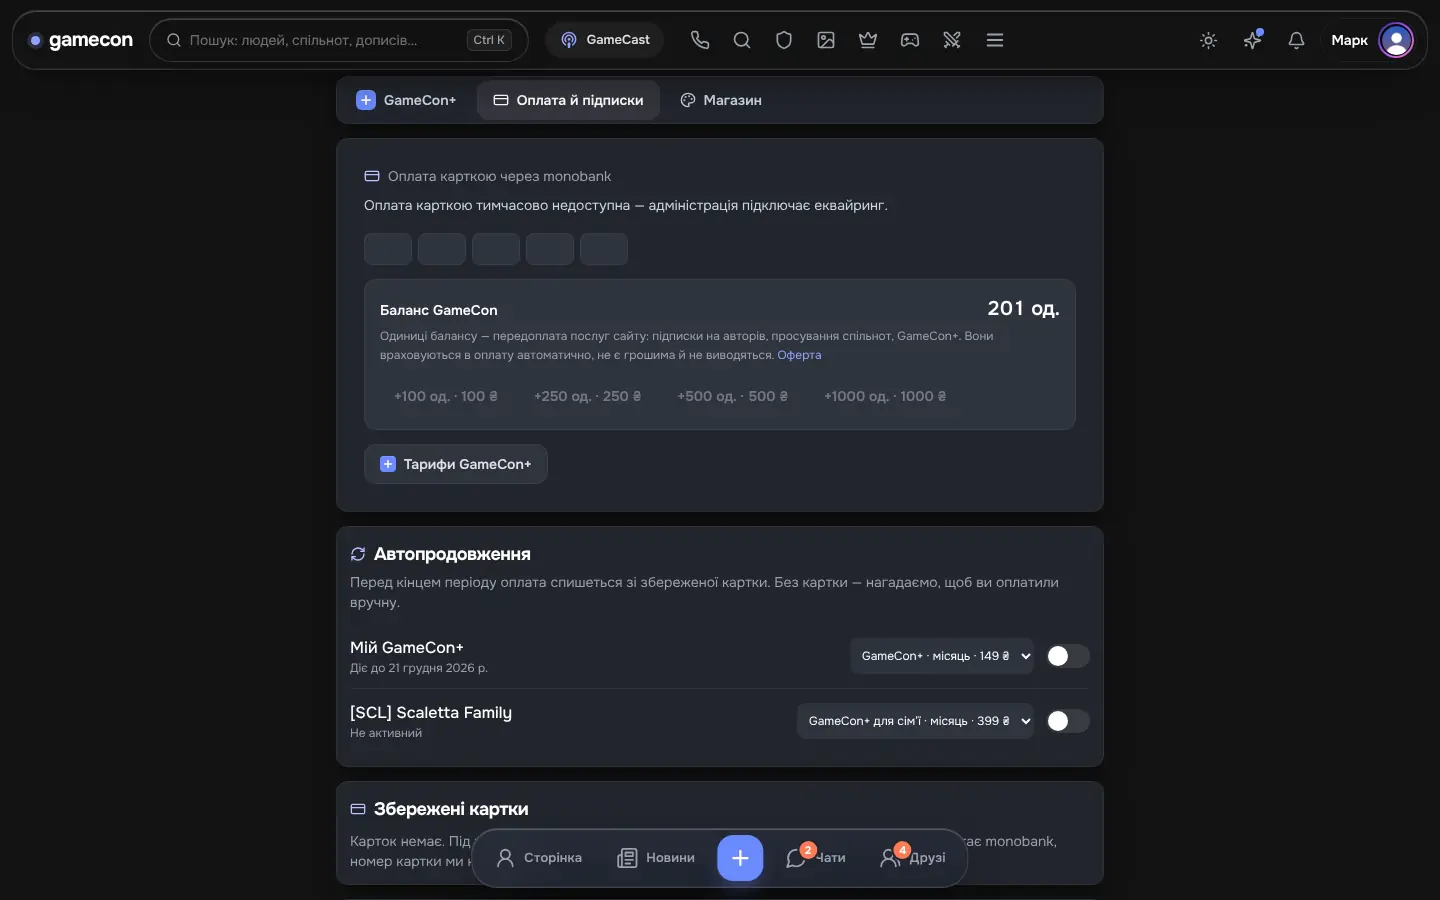 gamecon
Пошук: людей, спільнот, дописів...
Ctrl K
GameCast
Марк
GameCon+
Оплата й підписки
Магазин
Оплата карткою через monobank
Оплата карткою тимчасово недоступна — адміністрація підключає еквайринг.
Баланс GameCon
201 од.
Одиниці балансу — передоплата послуг сайту: підписки на авторів, просування спільнот, GameCon+. Вони
враховуються в оплату автоматично, не є грошима й не виводяться. Оферта
+100 од. · 100 ₴
+250 од. · 250 ₴
+500 од. · 500 ₴
+1000 од. · 1000 ₴
Тарифи GameCon+
Автопродовження
Перед кінцем періоду оплата спишеться зі збереженої картки. Без картки — нагадаємо, щоб ви оплатили
вручну.
Мій GameCon+
Діє до 21 грудня 2026 р.
GameCon+ · місяць · 149 ₴
[SCL] Scaletta Family
Не активний
GameCon+ для сім'ї · місяць · 399 ₴
Збережені картки
Карток немає. Під
monobank,
номер картки ми
Сторінка
Новини
2
Чати
4
Друзі